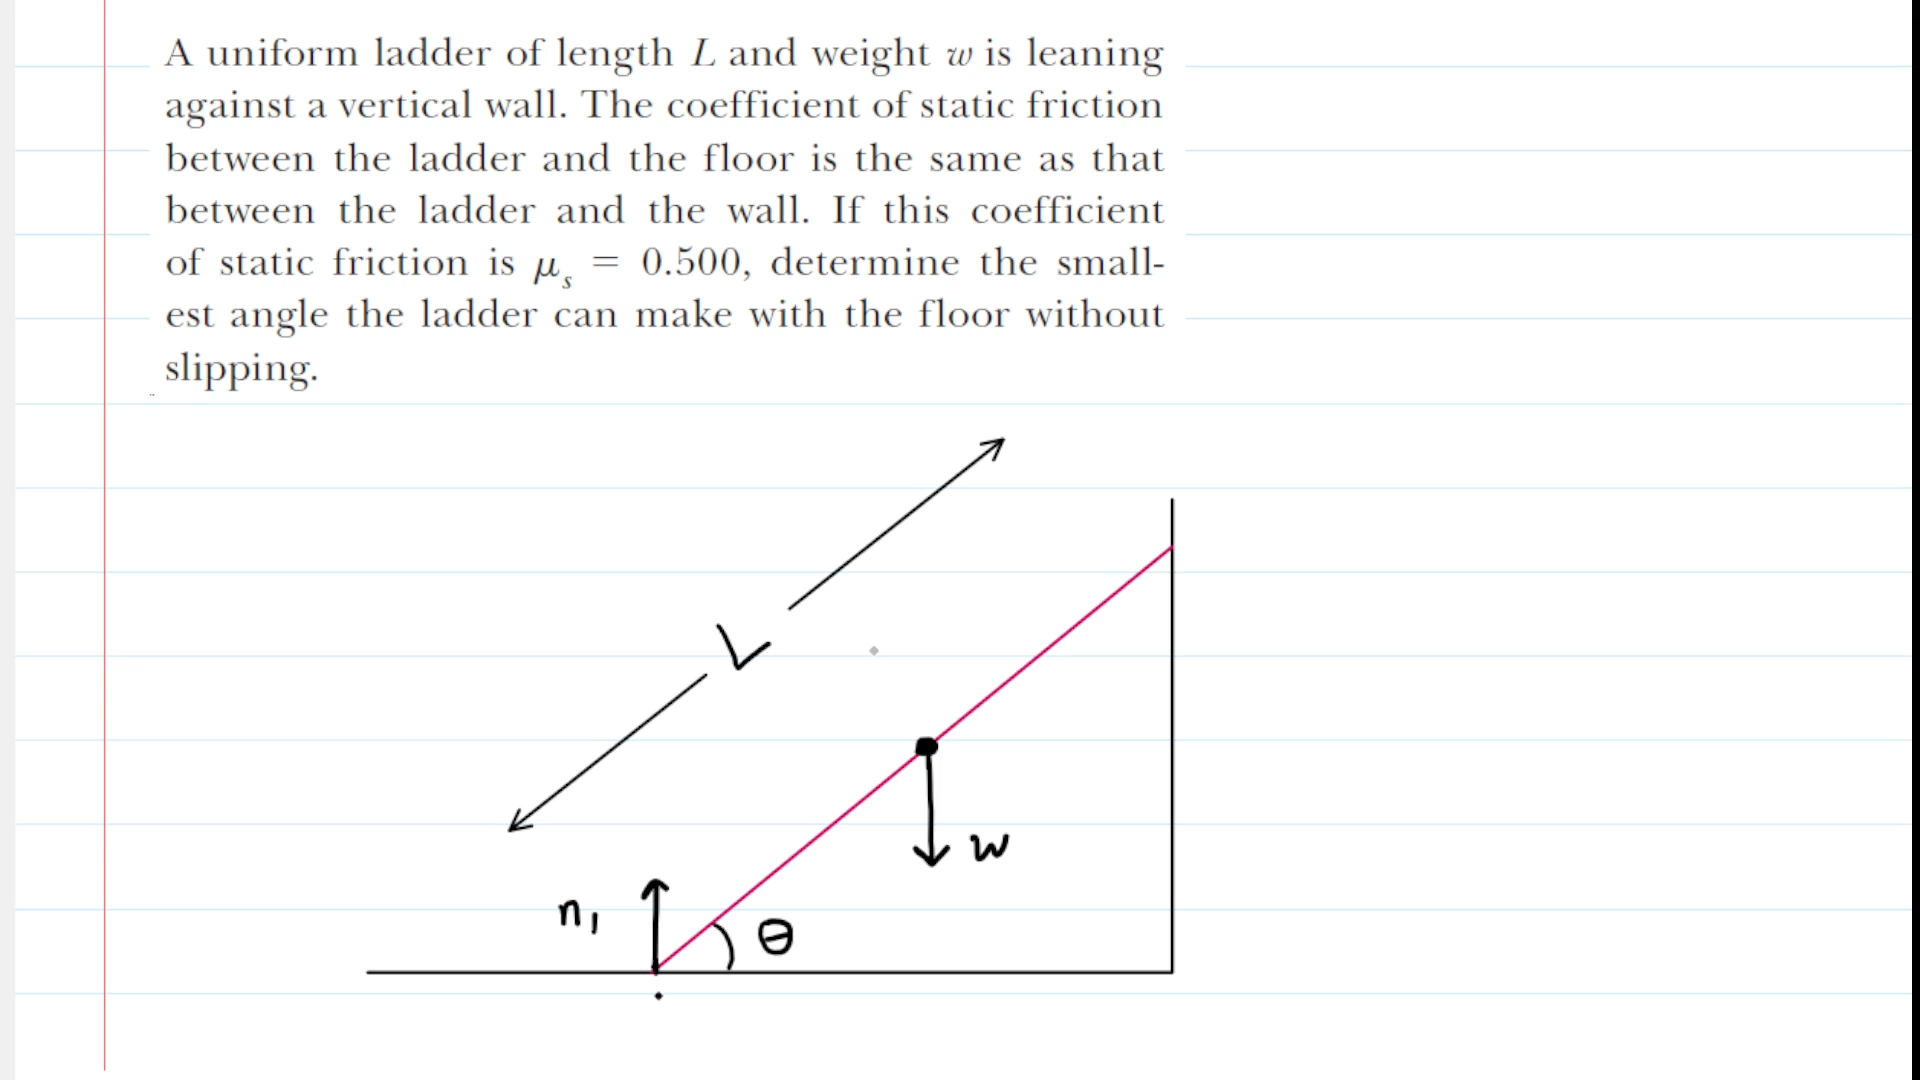 A uniform ladder of length L and weight w is leaning
against a vertical wall. The coefficient of static friction
between the ladder and the floor is the same as that
between the ladder and the wall. If this coefficient
of static friction is μₛ = 0.500, determine the small-
est angle the ladder can make with the floor without
slipping.
L
w
n₁
θ